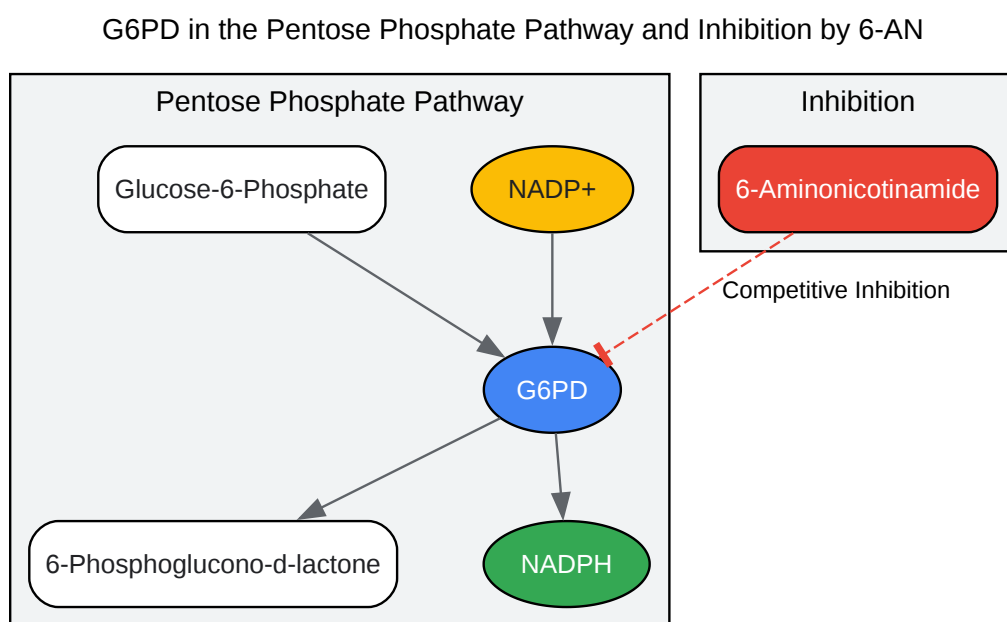 G6PD in the Pentose Phosphate Pathway and Inhibition by 6-AN
Pentose Phosphate Pathway
Inhibition
Glucose-6-Phosphate
NADP+
6-Aminonicotinamide
Competitive Inhibition
G6PD
6-Phosphoglucono-d-lactone
NADPH